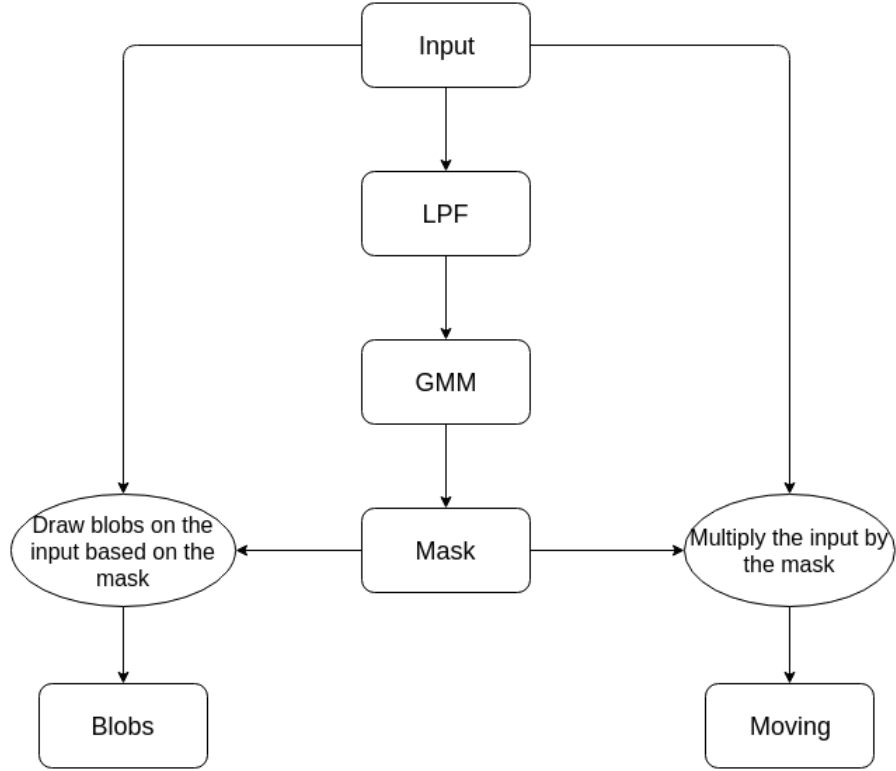 Input
LPF
GMM
Draw blobs on the
input based on the
mask
Mask
Multiply the input by
the mask
Blobs
Moving